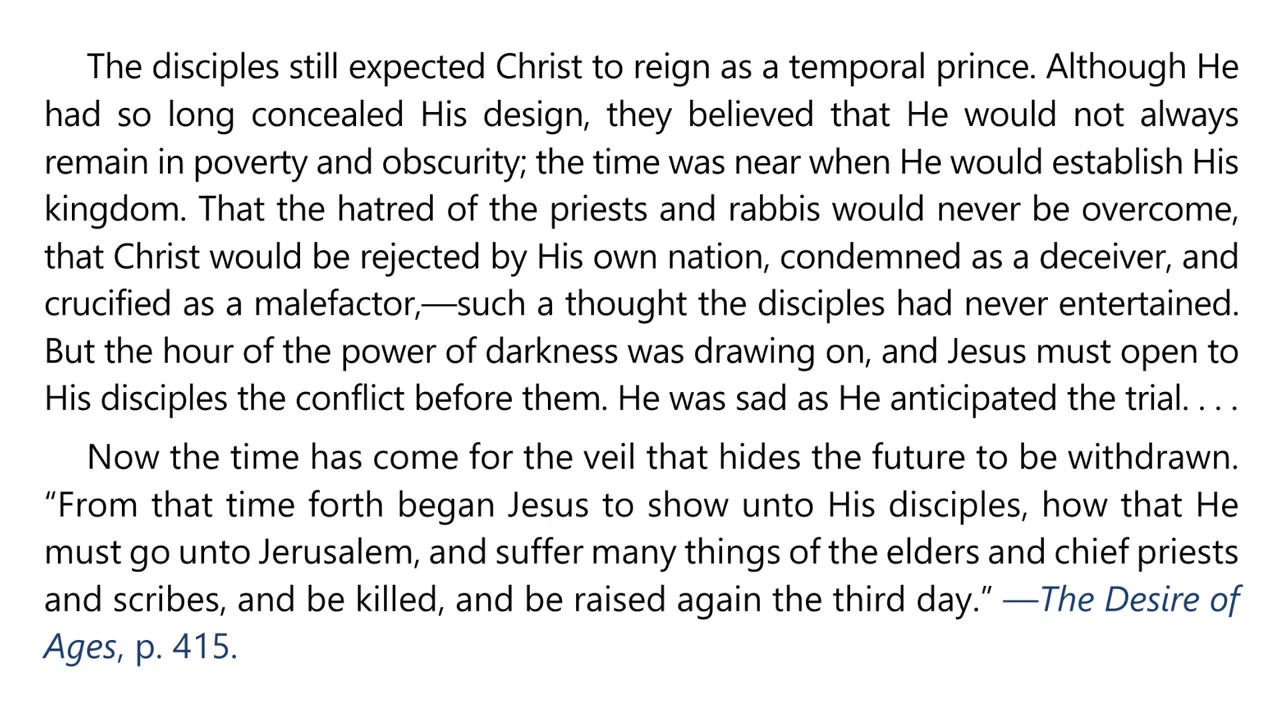 The disciples still expected Christ to reign as a temporal prince. Although He
had so long concealed His design, they believed that He would not always
remain in poverty and obscurity; the time was near when He would establish His
kingdom. That the hatred of the priests and rabbis would never be overcome,
that Christ would be rejected by His own nation, condemned as a deceiver, and
crucified as a malefactor,—such a thought the disciples had never entertained.
But the hour of the power of darkness was drawing on, and Jesus must open to
His disciples the conflict before them. He was sad as He anticipated the trial. . . .
Now the time has come for the veil that hides the future to be withdrawn.
“From that time forth began Jesus to show unto His disciples, how that He
must go unto Jerusalem, and suffer many things of the elders and chief priests
and scribes, and be killed, and be raised again the third day.” —The Desire of
Ages, p. 415.